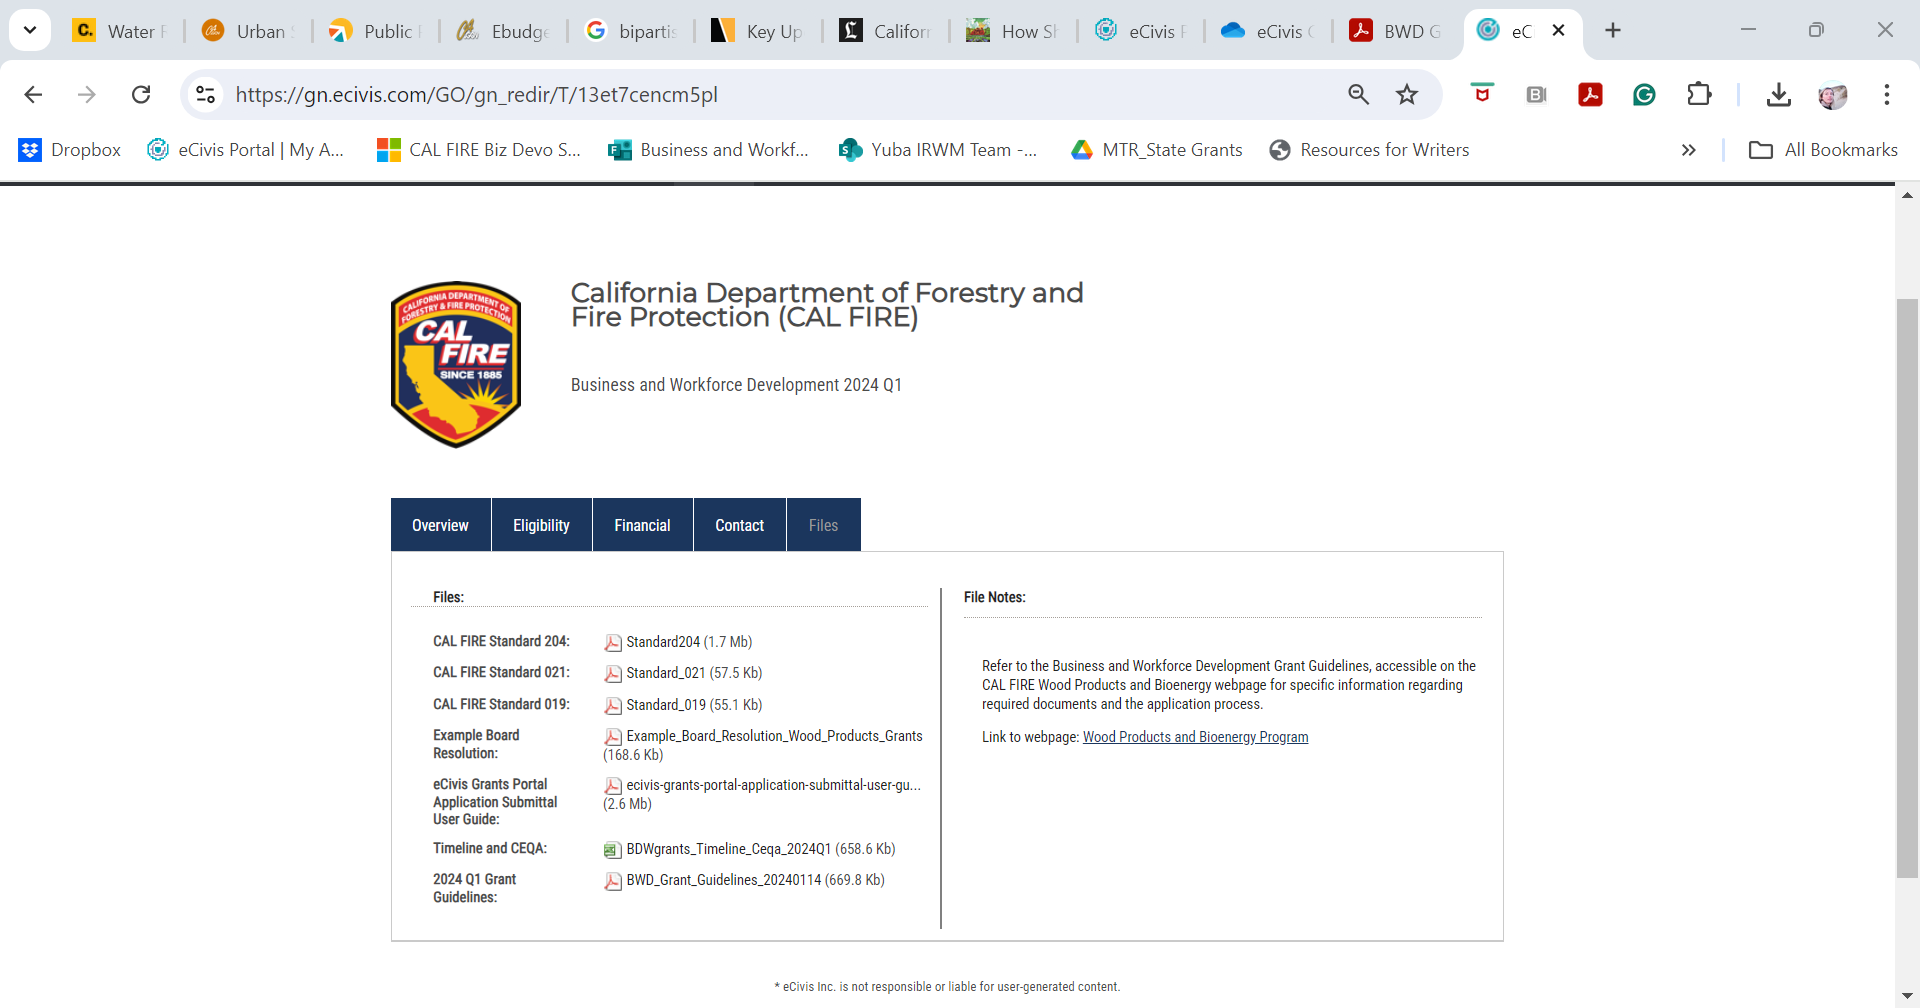 Water
Urban
Public
Ebudge
bipartis
Key Up
Califor
How Sh
eCivis
eCivis
BWD G
eC
https://gn.ecivis.com/GO/gn_redir/T/13et7cencm5pl
Dropbox
eCivis Portal | My A...
CAL FIRE Biz Devo S...
Business and Workf...
Yuba IRWM Team -...
MTR_State Grants
Resources for Writers
All Bookmarks
CALIFORNIA DEPARTMENT OF
FORESTRY & FIRE PROTECTION
CAL
FIRE
SINCE 1885
California Department of Forestry and
Fire Protection (CAL FIRE)
Business and Workforce Development 2024 Q1
Overview
Eligibility
Financial
Contact
Files
Files:
CAL FIRE Standard 204: Standard204 (1.7 Mb)
CAL FIRE Standard 021: Standard_021 (57.5 Kb)
CAL FIRE Standard 019: Standard_019 (55.1 Kb)
Example Board Example_Board_Resolution_Wood_Products_Grants
Resolution: (168.6 Kb)
eCivis Grants Portal ecivis-grants-portal-application-submittal-user-gu...
Application Submittal (2.6 Mb)
User Guide:
Timeline and CEQA: BDWgrants_Timeline_Ceqa_2024Q1 (658.6 Kb)
2024 Q1 Grant BWD_Grant_Guidelines_20240114 (669.8 Kb)
Guidelines:
File Notes:
Refer to the Business and Workforce Development Grant Guidelines, accessible on the
CAL FIRE Wood Products and Bioenergy webpage for specific information regarding
required documents and the application process.
Link to webpage: Wood Products and Bioenergy Program
* eCivis Inc. is not responsible or liable for user-generated content.